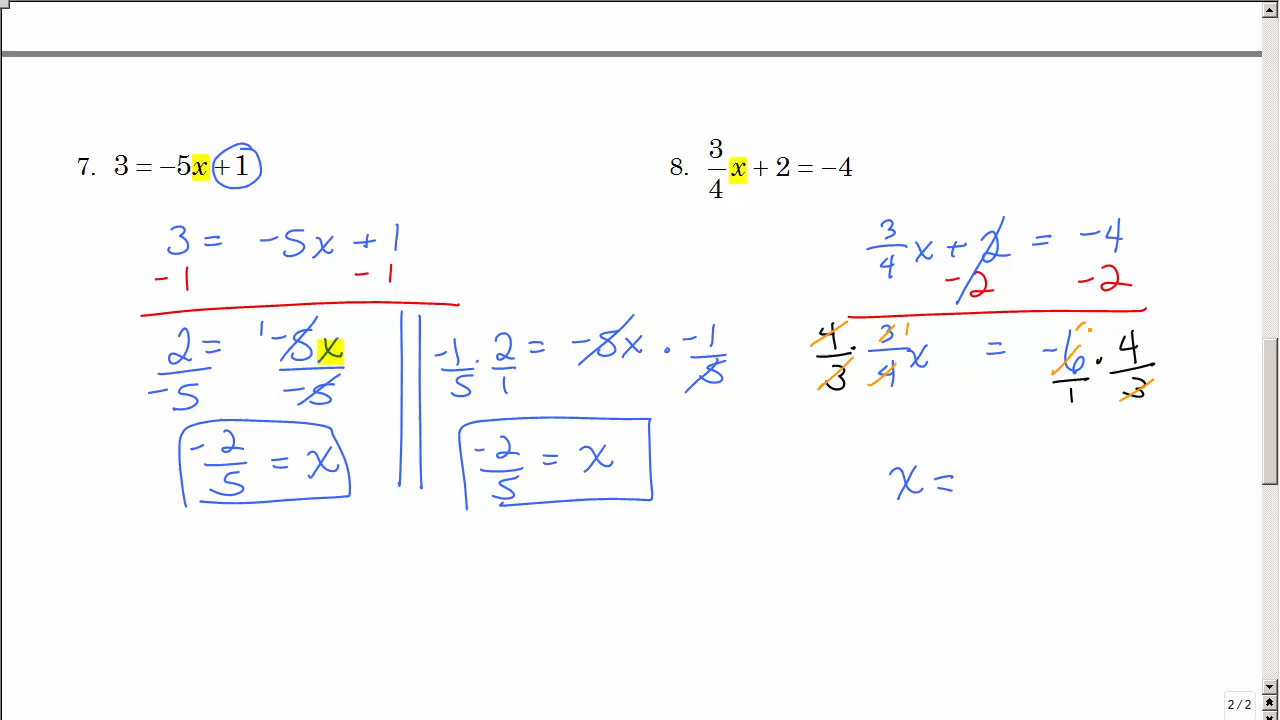 7. 3 = −5x + 1
3 = -5x + 1
-1 -1
2/-5 = 1 -5x/-5
-2/5 = x
-1/5 · 2/1 = -5x · -1/5
-2/5 = x
8. 3/4 x + 2 = −4
3/4 x + 2 = -4
-2 -2
4/3 · 3/4 1 x = -6/1 · 4/3
x =
2 / 2